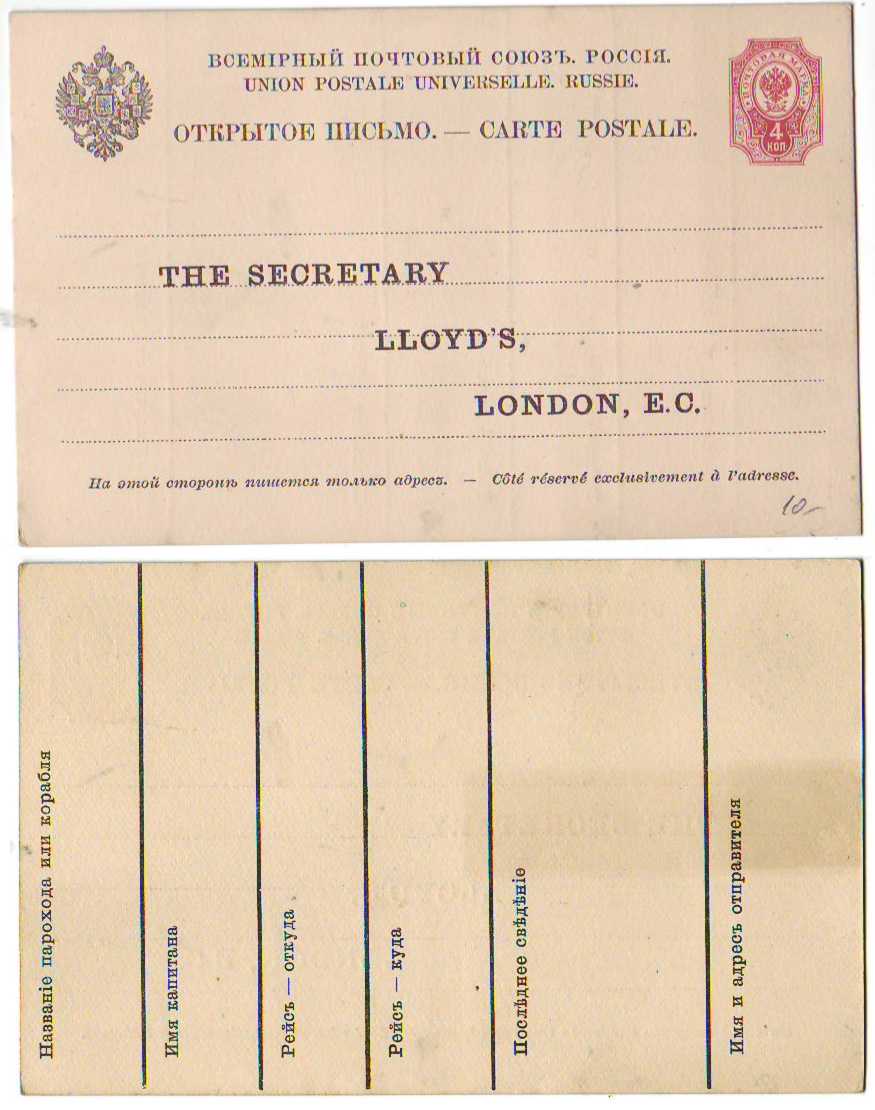 ВСЕМІРНЫЙ ПОЧТОВЫЙ СОЮЗЪ. РОССІЯ.
UNION POSTALE UNIVERSELLE. RUSSIE.
ОТКРЫТОЕ ПИСЬМО. — CARTE POSTALE.
ПОЧТОВАЯ МАРКА
4
КОП
THE SECRETARY
LLOYD'S,
LONDON, E.C.
На этой сторонѣ пишется только адресъ. — Côté réservé exclusivement à l'adresse.
10-
Названіе парохода или корабля
Имя капитана
Рейсъ — откуда
Рейсъ — куда
Послѣднее свѣдѣніе
Имя и адресъ отправителя